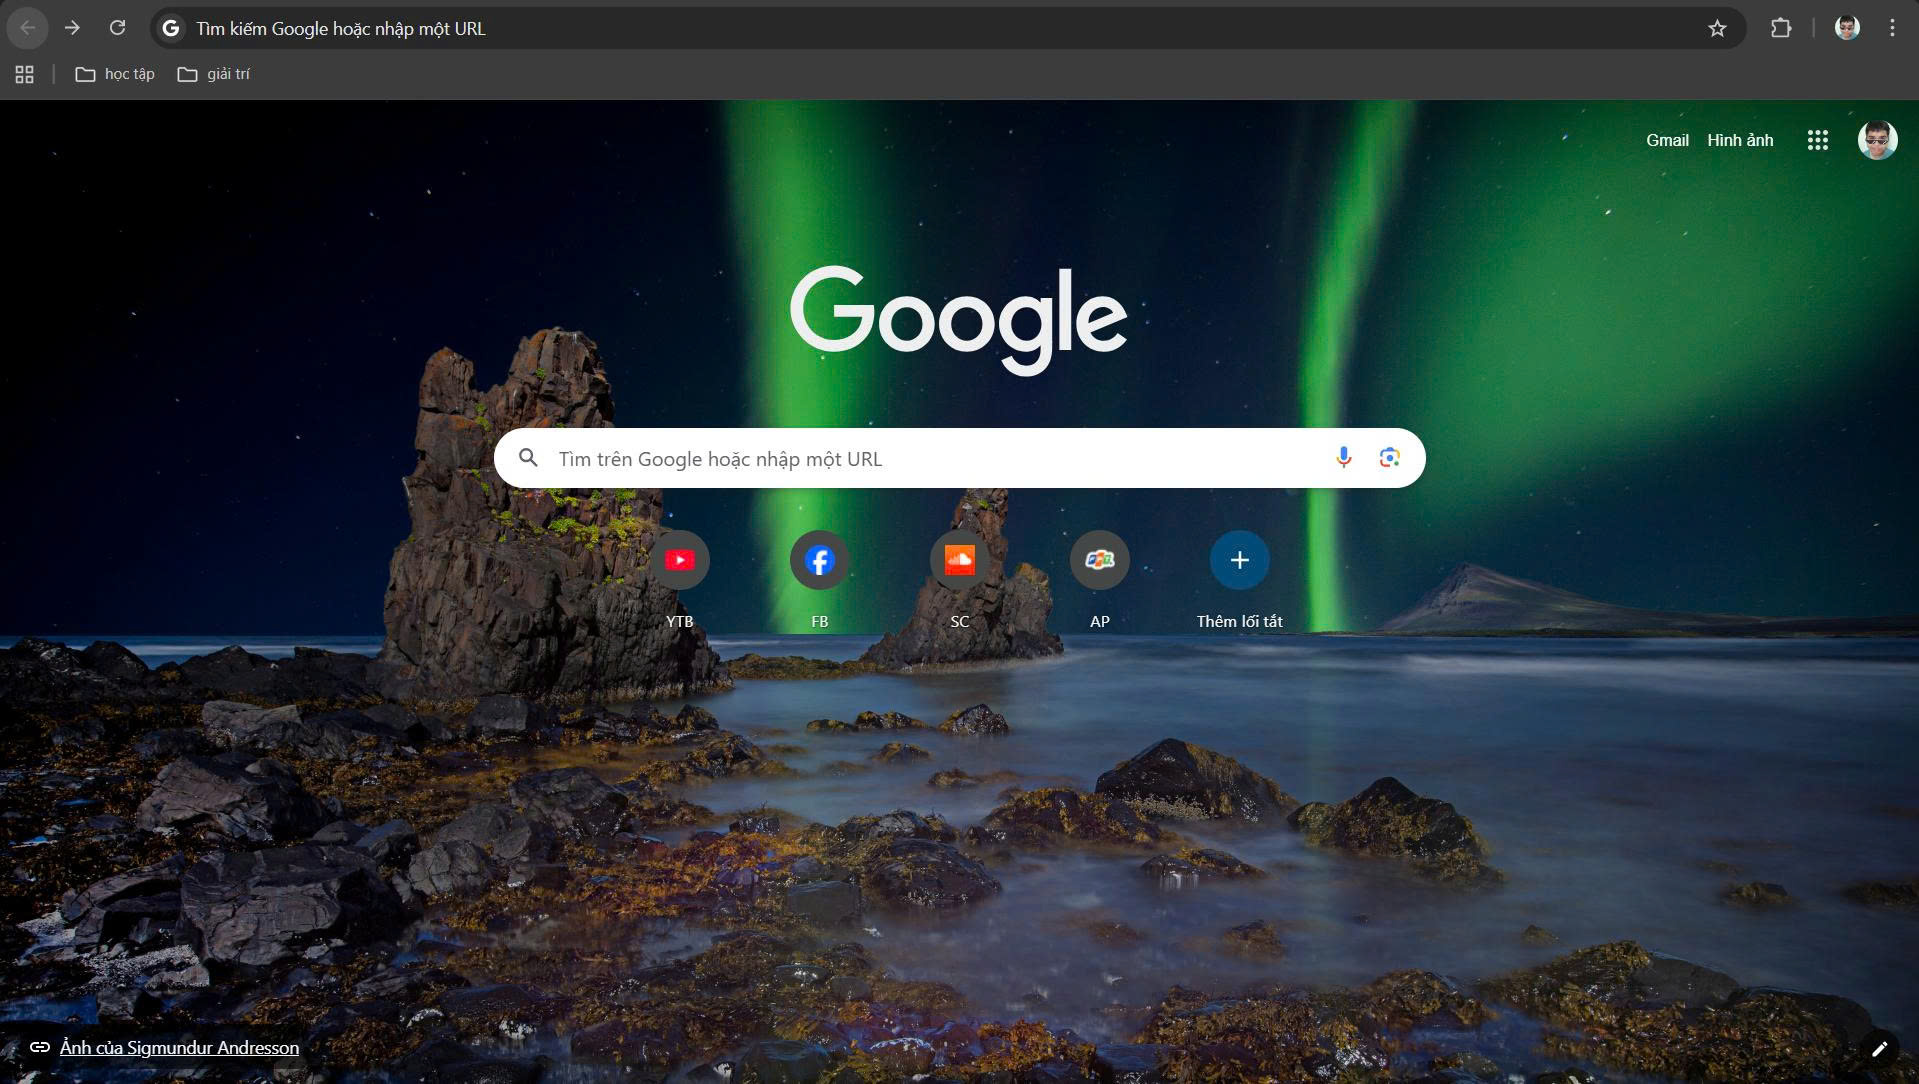 Tìm kiếm Google hoặc nhập một URL
học tập
giải trí
Gmail
Hình ảnh
Google
Tìm trên Google hoặc nhập một URL
YTB
FB
SC
AP
Thêm lối tắt
Ảnh của Sigmundur Andresson